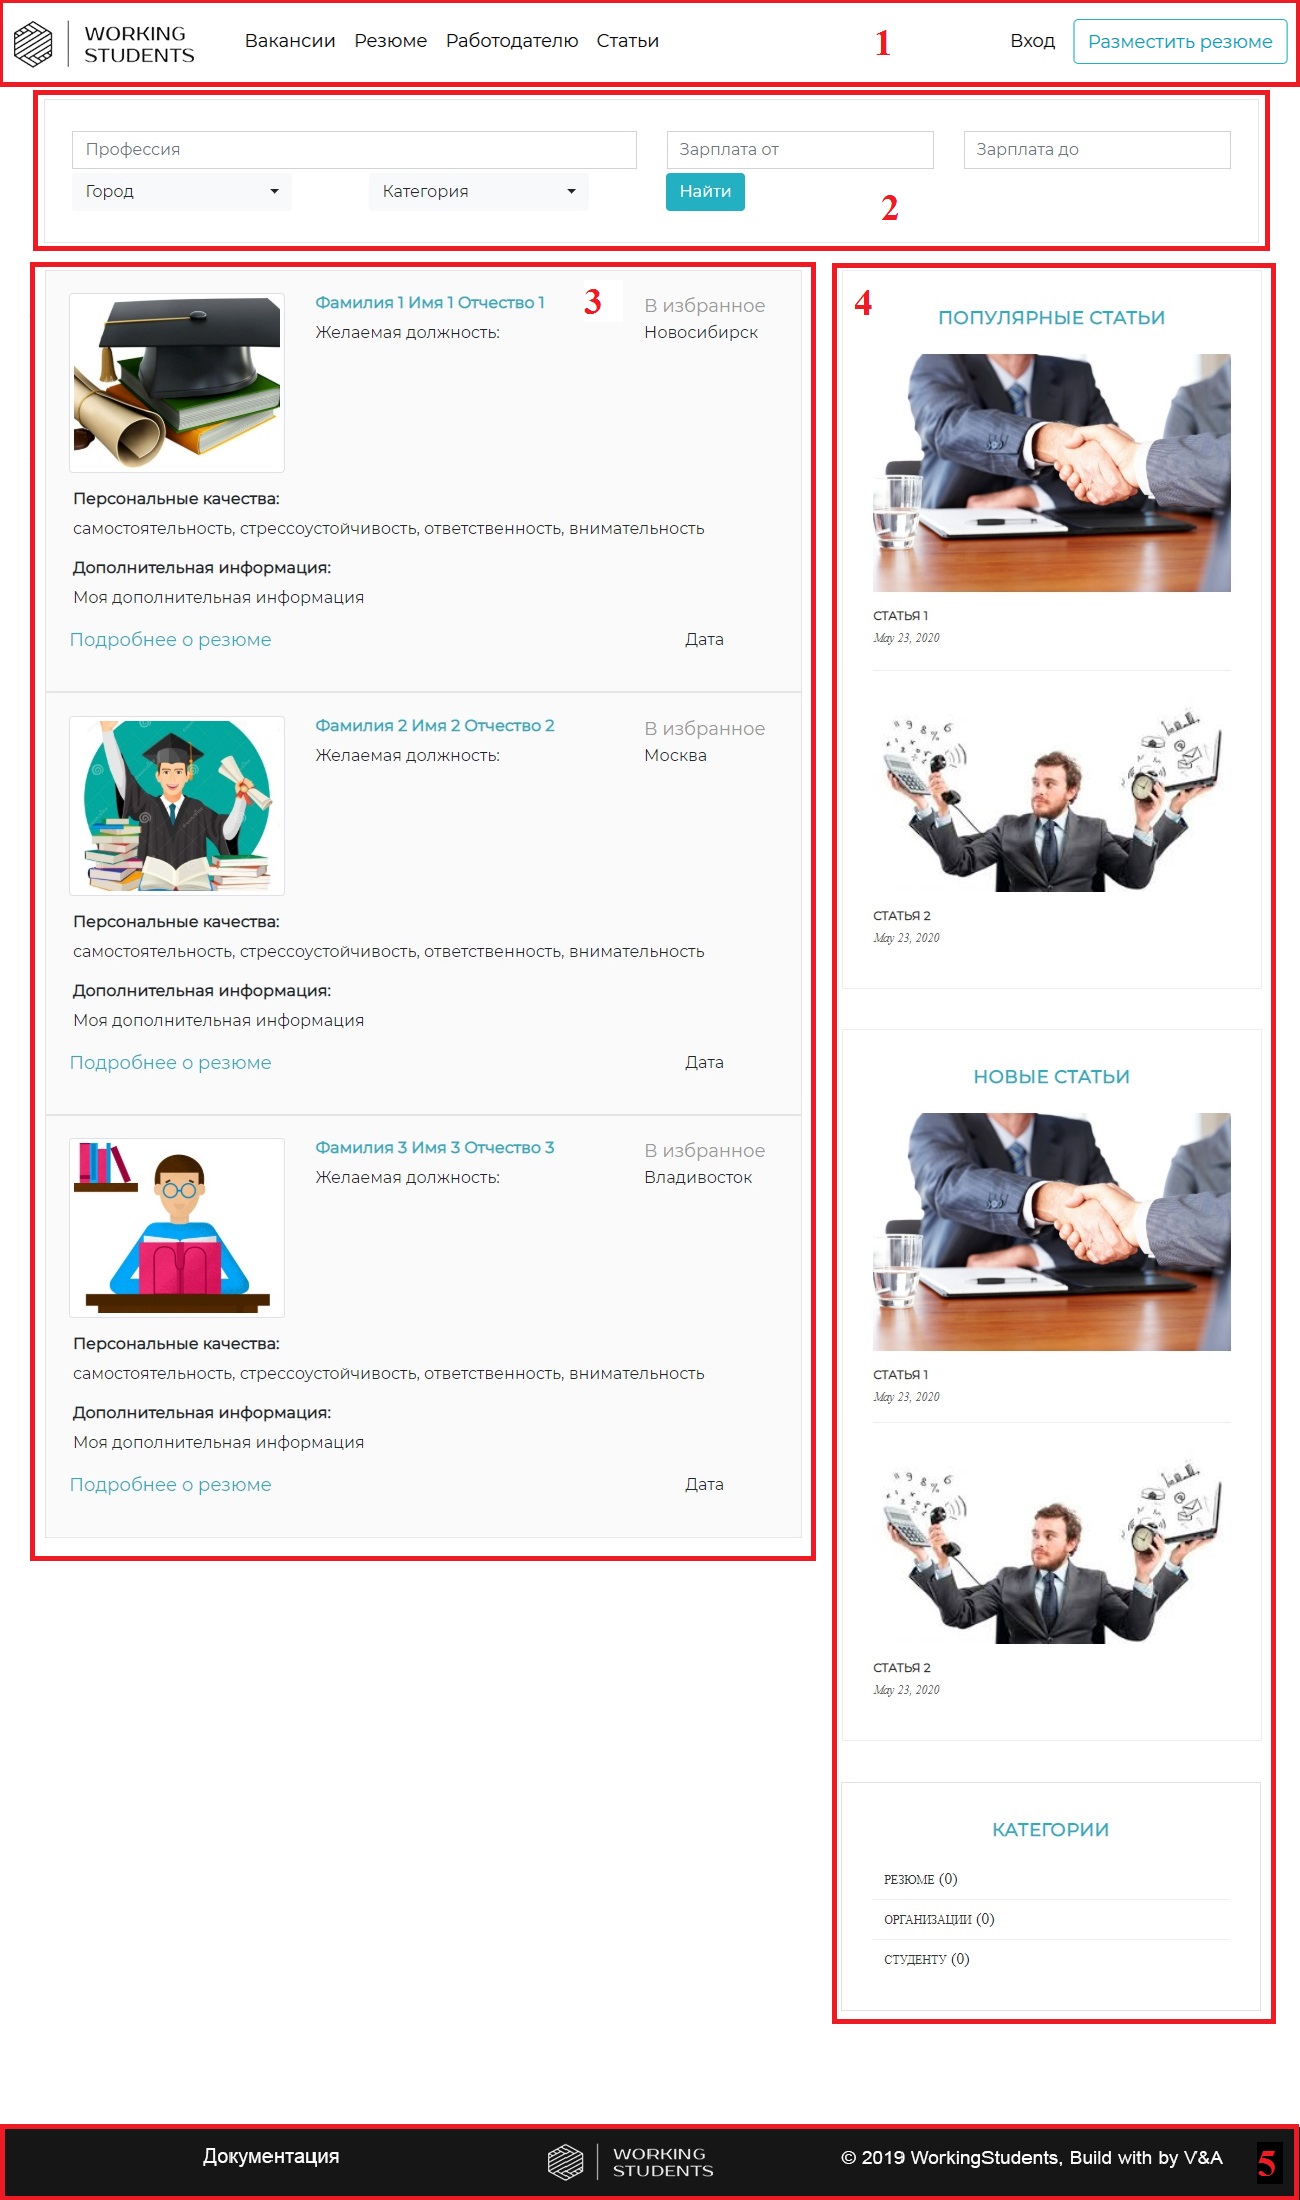 WORKING
STUDENTS
Вакансии Резюме Работодателю Статьи
1
Вход
Разместить резюме
Профессия
Зарплата от
Зарплата до
Город
Категория
Найти
2
3
Фамилия 1 Имя 1 Отчество 1
В избранное
Желаемая должность:
Новосибирск
Персональные качества:
самостоятельность, стрессоустойчивость, ответственность, внимательность
Дополнительная информация:
Моя дополнительная информация
Подробнее о резюме
Дата
Фамилия 2 Имя 2 Отчество 2
В избранное
Желаемая должность:
Москва
Персональные качества:
самостоятельность, стрессоустойчивость, ответственность, внимательность
Дополнительная информация:
Моя дополнительная информация
Подробнее о резюме
Дата
Фамилия 3 Имя 3 Отчество 3
В избранное
Желаемая должность:
Владивосток
Персональные качества:
самостоятельность, стрессоустойчивость, ответственность, внимательность
Дополнительная информация:
Моя дополнительная информация
Подробнее о резюме
Дата
4
ПОПУЛЯРНЫЕ СТАТЬИ
СТАТЬЯ 1
May 23, 2020
СТАТЬЯ 2
May 23, 2020
НОВЫЕ СТАТЬИ
СТАТЬЯ 1
May 23, 2020
СТАТЬЯ 2
May 23, 2020
КАТЕГОРИИ
РЕЗЮМЕ (0)
ОРГАНИЗАЦИИ (0)
СТУДЕНТУ (0)
Документация
WORKING
STUDENTS
© 2019 WorkingStudents, Build with by V&A
5